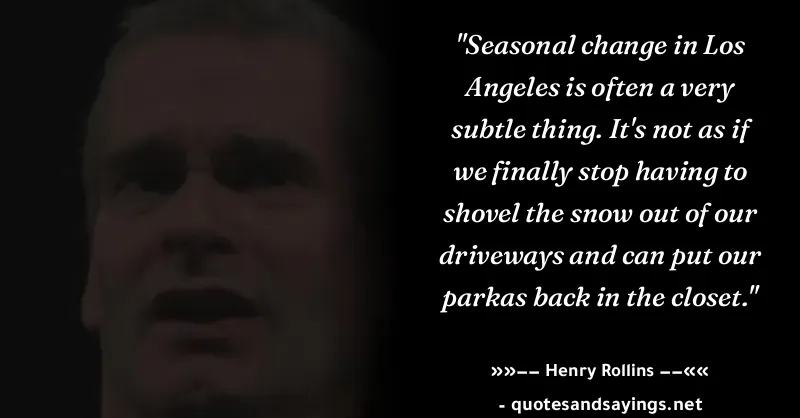 "Seasonal change in Los
Angeles is often a very
subtle thing. It's not as if
we finally stop having to
shovel the snow out of our
driveways and can put our
parkas back in the closet."
»»−− Henry Rollins −−««
- quotesandsayings.net